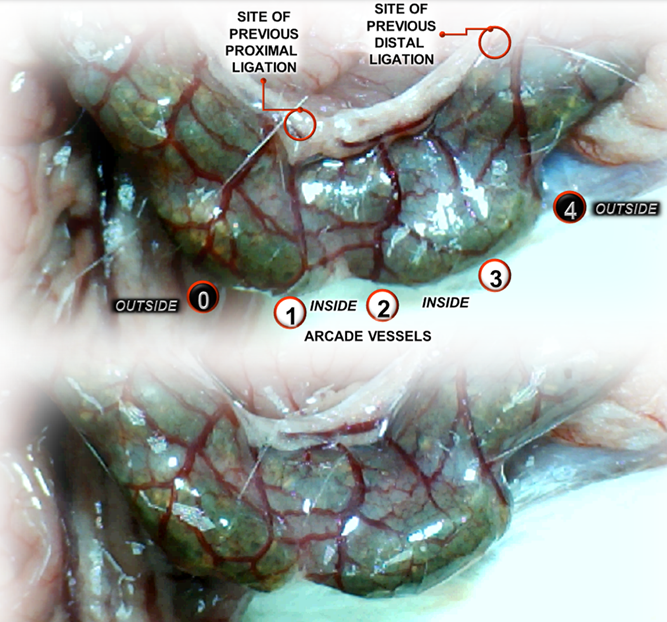 SITE OF
PREVIOUS
PROXIMAL
LIGATION
SITE OF
PREVIOUS
DISTAL
LIGATION
4 OUTSIDE
OUTSIDE 0
1 INSIDE 2 INSIDE 3
ARCADE VESSELS